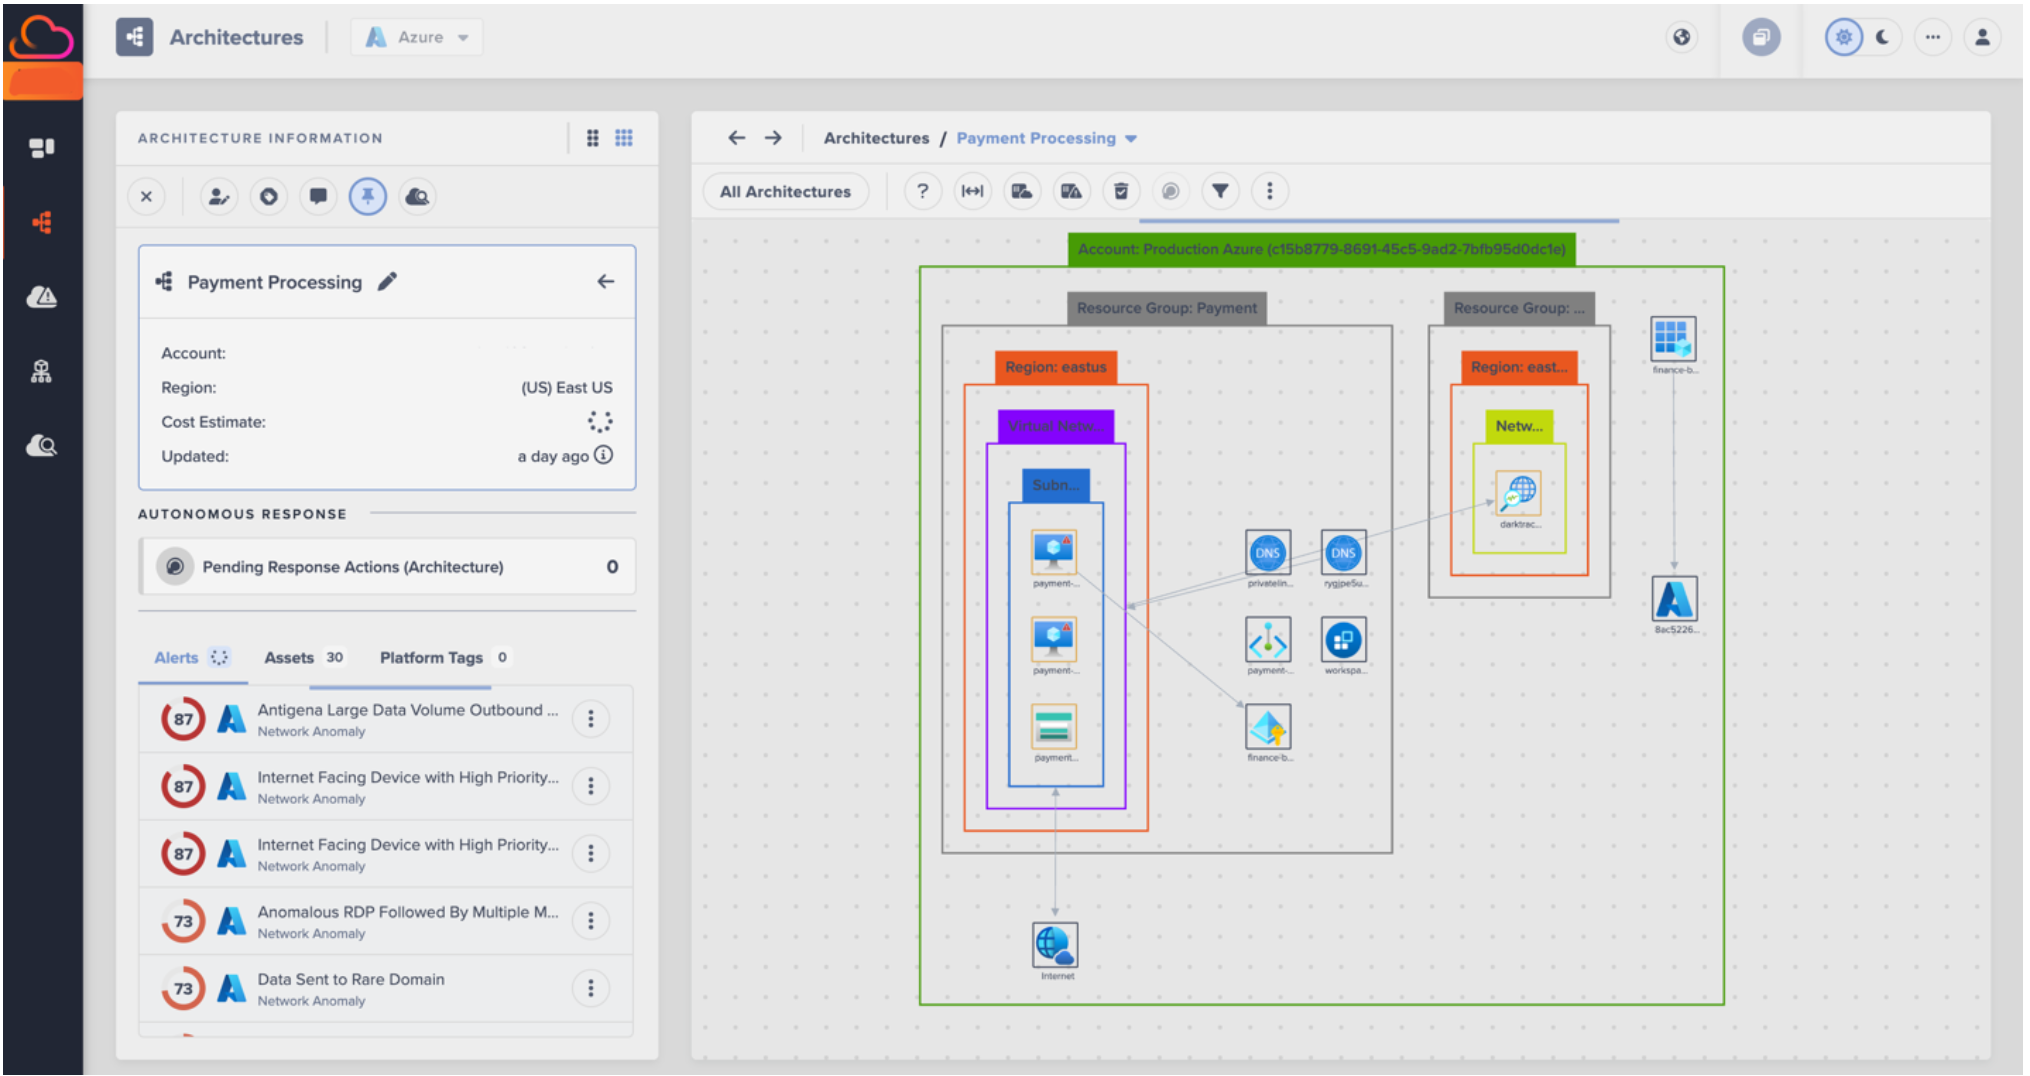 Architectures
Azure
ARCHITECTURE INFORMATION
Payment Processing
Account:
Region: (US) East US
Cost Estimate:
Updated: a day ago
AUTONOMOUS RESPONSE
Pending Response Actions (Architecture) 0
Alerts Assets 30 Platform Tags 0
87 Antigena Large Data Volume Outbound ...
Network Anomaly
87 Internet Facing Device with High Priority...
Network Anomaly
87 Internet Facing Device with High Priority...
Network Anomaly
73 Anomalous RDP Followed By Multiple M...
Network Anomaly
73 Data Sent to Rare Domain
Network Anomaly
Architectures / Payment Processing
All Architectures ?
Account: Production Azure (c15b8779-8691-45c5-9ad2-7bfb95d0dc1e)
Resource Group: Payment
Resource Group: ...
Region: eastus
Region: east...
finance-b...
Virtual Netw...
Netw...
Subn...
darktrac...
DNS
DNS
payment-...
privatelin...
rygjpe5u...
8ac5226...
payment-...
payment-...
workspa...
payment...
finance-b...
Internet